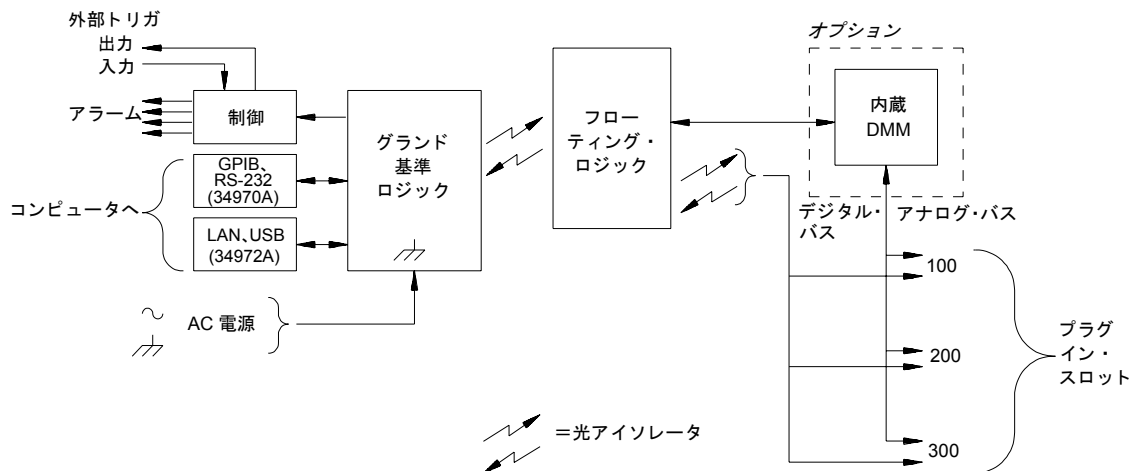 外部トリガ
出力
入力
アラーム
制御
GPIB、
RS-232
(34970A)
コンピュータへ
LAN、USB
(34972A)
AC 電源
グランド
基準
ロジック
フロー
ティング・
ロジック
オプション
内蔵
DMM
デジタル・
バス
アナログ・バス
100
200
300
プラグ
イン・
スロット
=光アイソレータ